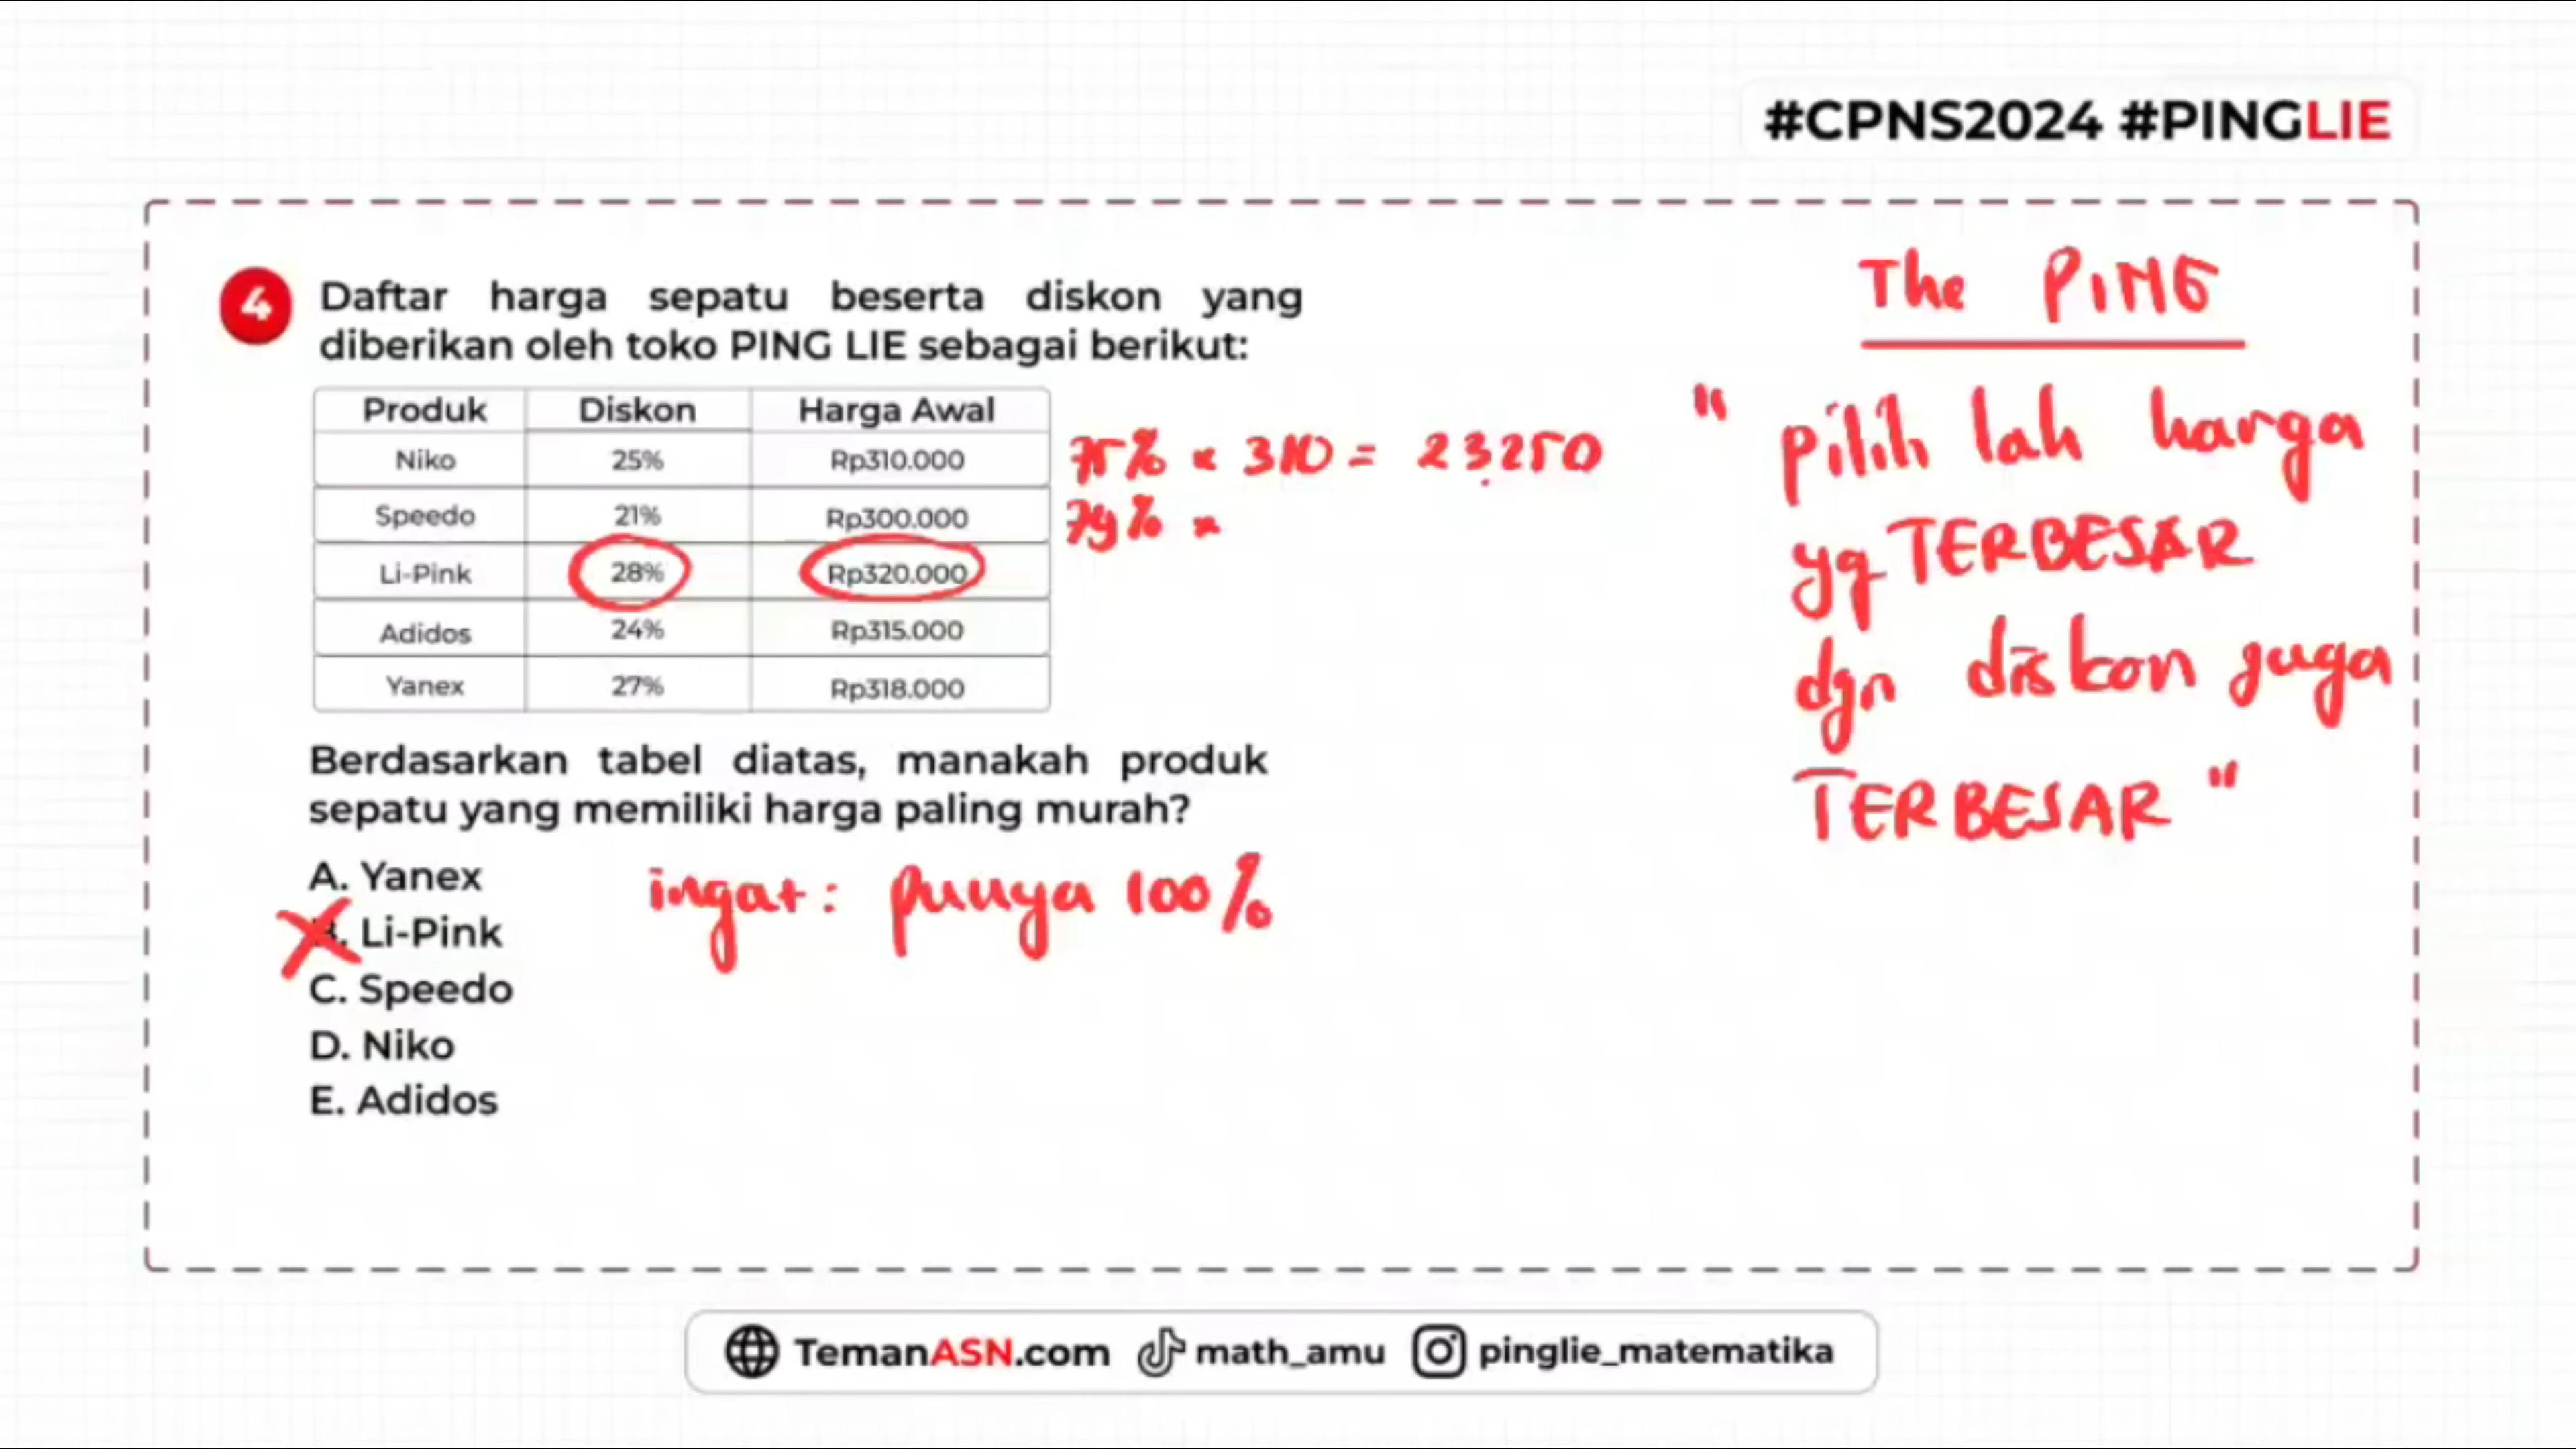 #CPNS2024 #PINGLIE
4 Daftar harga sepatu beserta diskon yang
diberikan oleh toko PING LIE sebagai berikut:
Produk Diskon Harga Awal
Niko 25% Rp310.000 75% × 310 = 23250
Speedo 21% Rp300.000 79% ×
Li-Pink 28% Rp320.000
Adidos 24% Rp315.000
Yanex 27% Rp318.000
Berdasarkan tabel diatas, manakah produk
sepatu yang memiliki harga paling murah?
A. Yanex
B. Li-Pink
C. Speedo
D. Niko
E. Adidos
ingat: punya 100%
The PING
" pilih lah harga
yg TERBESAR
dgn diskon juga
TERBESAR "
TemanASN.com math_amu pinglie_matematika